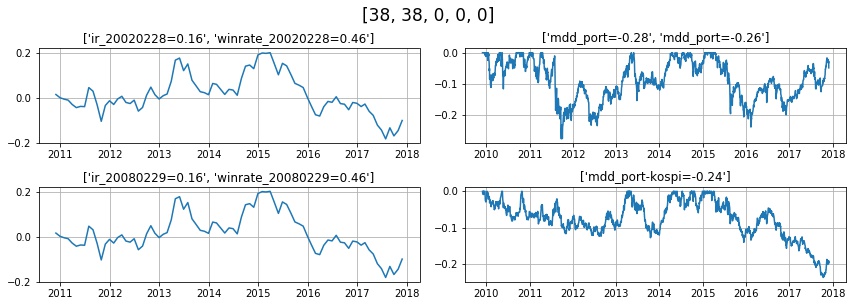 [38, 38, 0, 0, 0]
['ir_20020228=0.16', 'winrate_20020228=0.46']
0.2
0.0
−0.2
2011 2012 2013 2014 2015 2016 2017 2018
['mdd_port=-0.28', 'mdd_port=-0.26']
0.0
−0.1
−0.2
2010 2011 2012 2013 2014 2015 2016 2017 2018
['ir_20080229=0.16', 'winrate_20080229=0.46']
0.2
0.0
−0.2
2011 2012 2013 2014 2015 2016 2017 2018
['mdd_port-kospi=-0.24']
0.0
−0.1
−0.2
2010 2011 2012 2013 2014 2015 2016 2017 2018